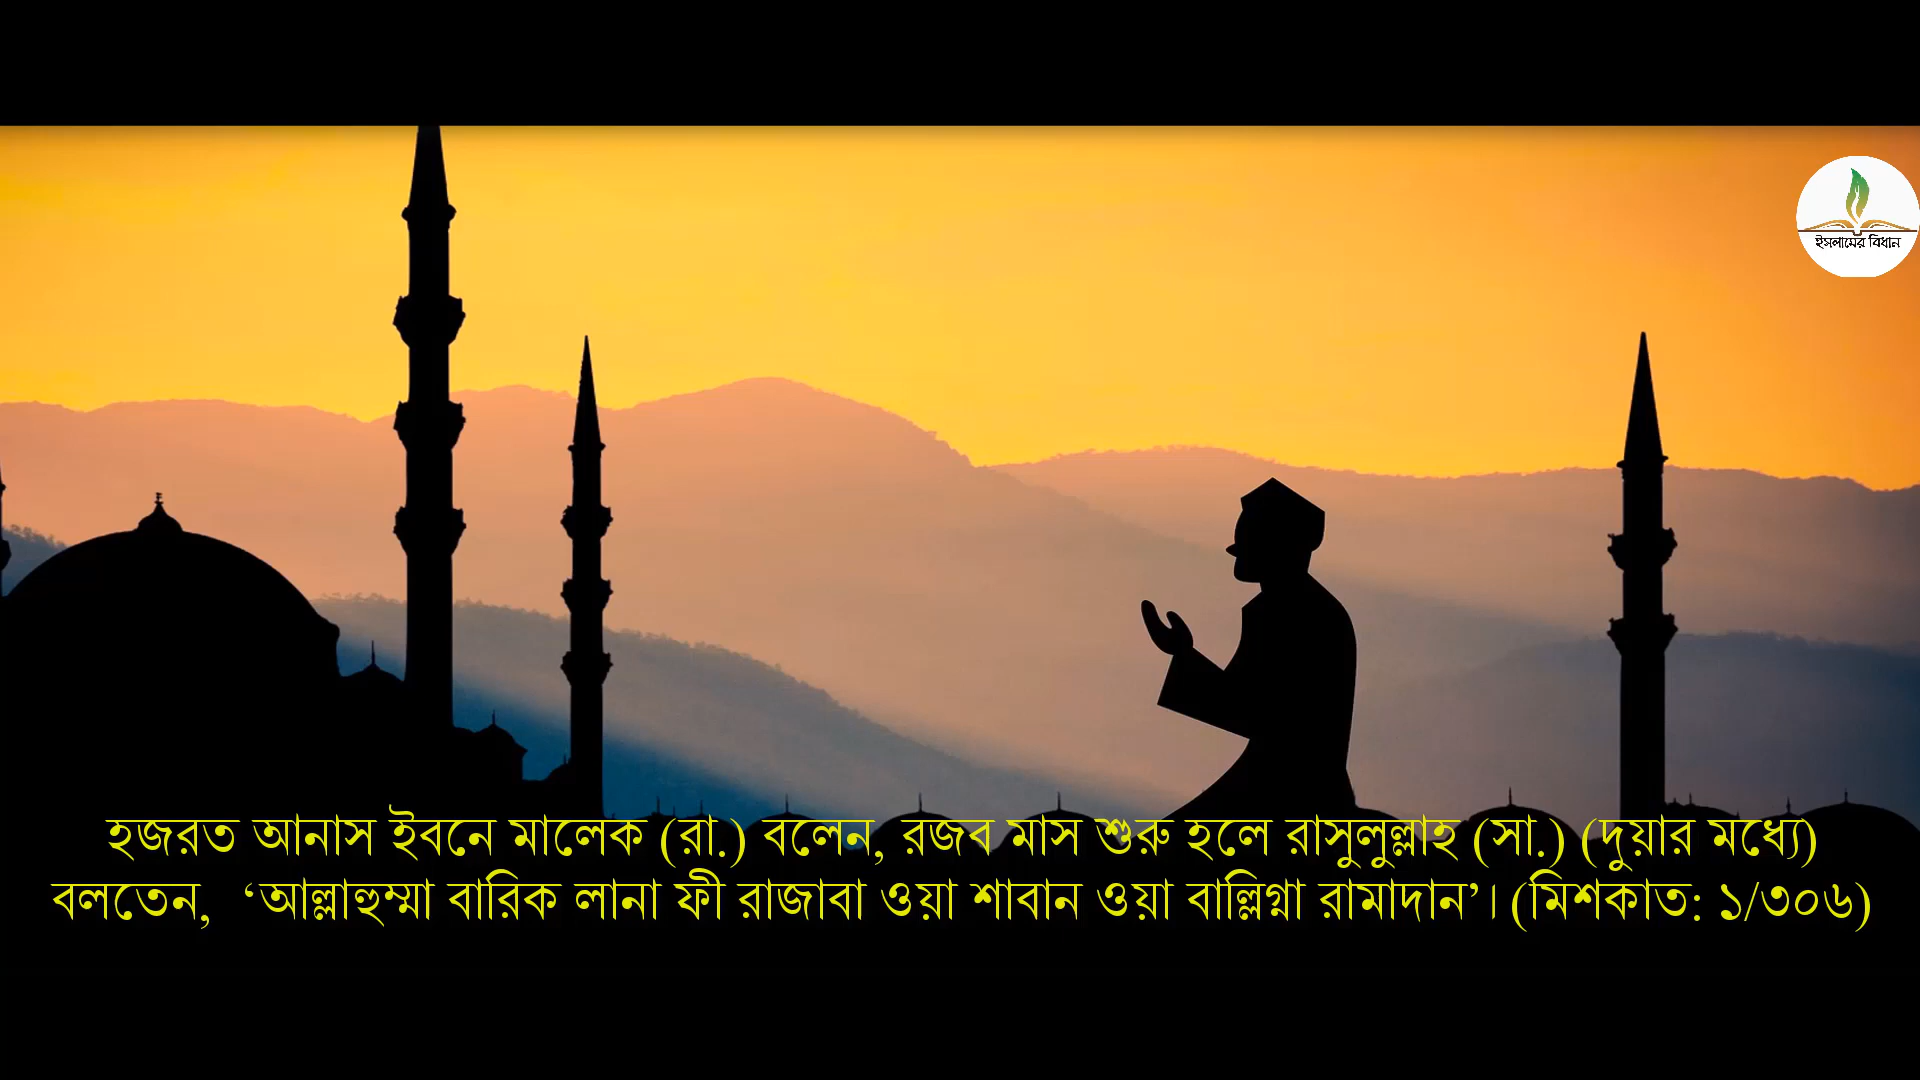 ইসলামের বিধান
হজরত আনাস ইবনে মালেক (রা.) বলেন, রজব মাস শুরু হলে রাসুলুল্লাহ (সা.) (দুয়ার মধ্যে)
বলতেন, ‘আল্লাহুম্মা বারিক লানা ফী রাজাবা ওয়া শাবান ওয়া বাল্লিগ্না রামাদান’। (মিশকাত: ১/৩০৬)